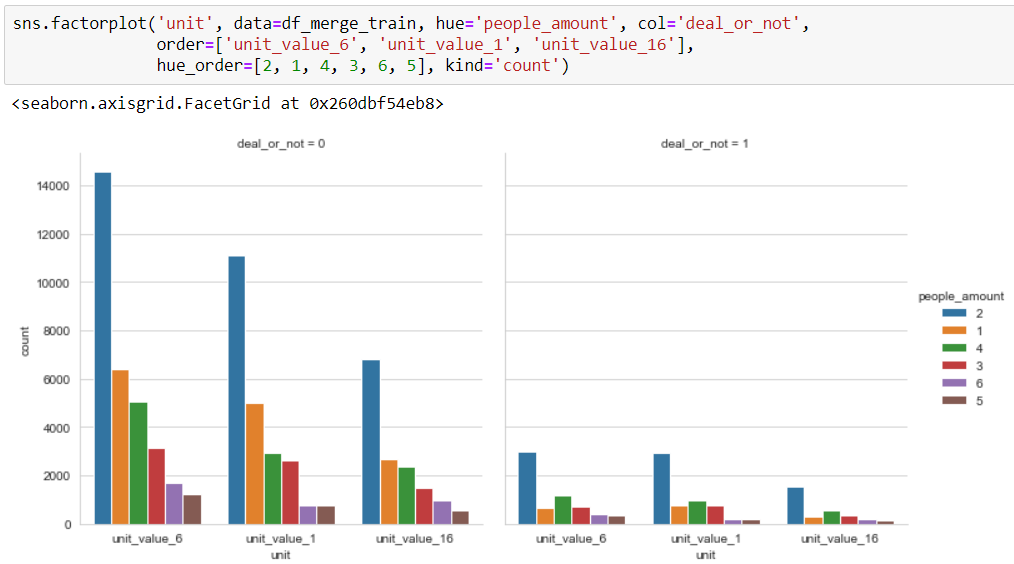 sns.factorplot('unit', data=df_merge_train, hue='people_amount', col='deal_or_not',
order=['unit_value_6', 'unit_value_1', 'unit_value_16'],
hue_order=[2, 1, 4, 3, 6, 5], kind='count')
<seaborn.axisgrid.FacetGrid at 0x260dbf54eb8>
deal_or_not = 0
deal_or_not = 1
14000
12000
10000
8000
6000
4000
2000
0
count
unit_value_6
unit_value_1
unit_value_16
unit
unit_value_6
unit_value_1
unit_value_16
unit
people_amount
2
1
4
3
6
5